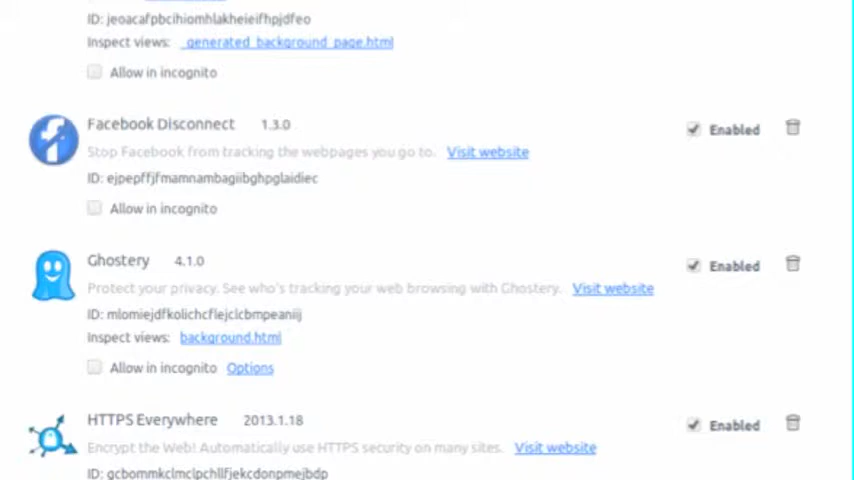 ID: jeoacafpbcihiomhlakheieifhpjdfeo
Inspect views: _generated_background_page.html
Allow in incognito
Facebook Disconnect 1.3.0
Enabled
Stop Facebook from tracking the webpages you go to. Visit website
ID: ejpepffjfmamnambagiibghpglaidiec
Allow in incognito
Ghostery 4.1.0
Enabled
Protect your privacy. See who's tracking your web browsing with Ghostery. Visit website
ID: mlomiejdfkolichcflejclcbmpeaniij
Inspect views: background.html
Allow in incognito Options
HTTPS Everywhere 2013.1.18
Enabled
Encrypt the Web! Automatically use HTTPS security on many sites. Visit website
ID: gcbommkclmclpchllfjekcdonpmejbdp